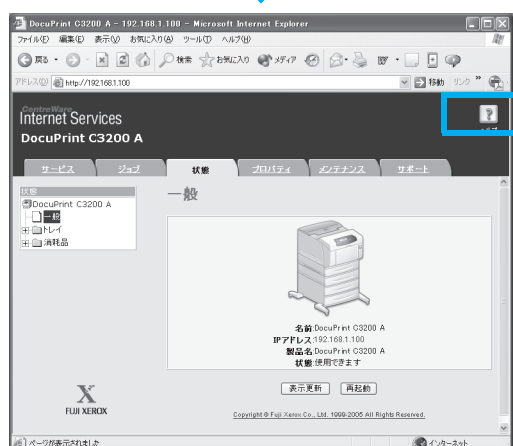 DocuPrint C3200 A - 192.168.1.100 - Microsoft Internet Explorer
ファイル(F) 編集(E) 表示(V) お気に入り(A) ツール(T) ヘルプ(H)
戻る 検索 お気に入り メディア
アドレス(D) http://192.168.1.100 移動 リンク »
CentreWare
Internet Services
DocuPrint C3200 A
?
ヘルプ
サービス ジョブ 状態 プロパティ メンテナンス サポート
状態
DocuPrint C3200 A
一般
トレイ
消耗品
一般
名前:DocuPrint C3200 A
IPアドレス:192.168.1.100
製品名:DocuPrint C3200 A
状態:使用できます
表示更新 再起動
X
FUJI XEROX
Copyright © Fuji Xerox Co., Ltd. 1999-2005 All Rights Reserved.
ページが表示されました インターネット